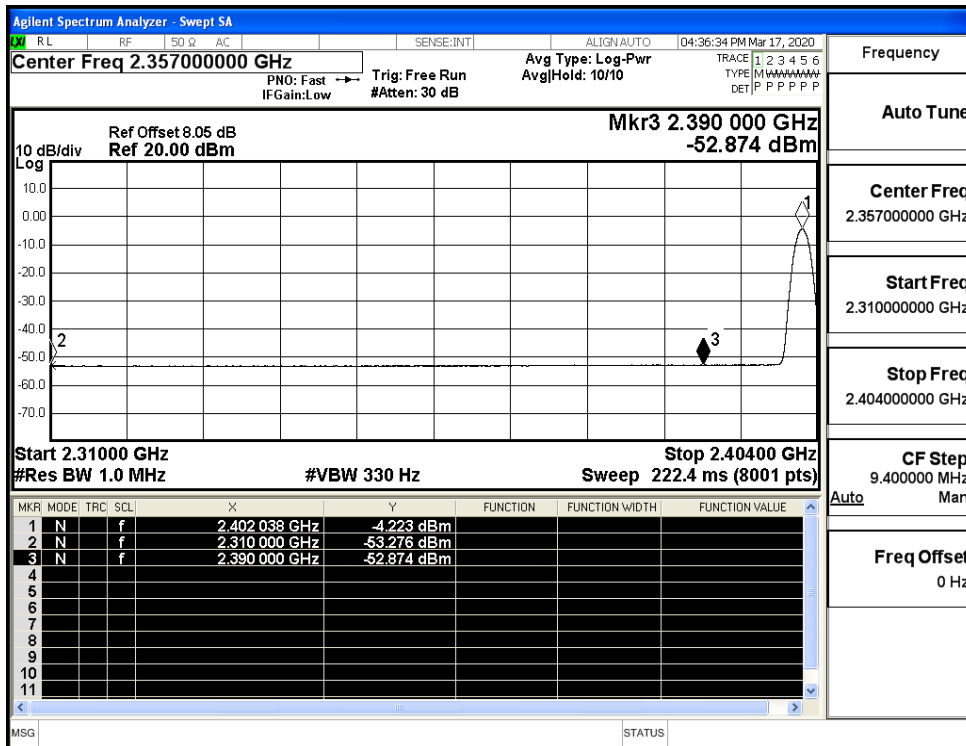 Agilent Spectrum Analyzer - Swept SA
LXI RL RF 50 Ω AC SENSE:INT ALIGN AUTO 04:36:34 PM Mar 17, 2020
Center Freq 2.357000000 GHz
PNO: Fast
IFGain:Low
Trig: Free Run
#Atten: 30 dB
Avg Type: Log-Pwr
Avg|Hold: 10/10
TRACE 1 2 3 4 5 6
TYPE M W W W W W
DET P P P P P P
Ref Offset 8.05 dB
10 dB/div Ref 20.00 dBm
Log
Mkr3 2.390 000 GHz
-52.874 dBm
10.0
0.00
-10.0
-20.0
-30.0
-40.0
-50.0
-60.0
-70.0
1
2
3
Start 2.31000 GHz Stop 2.40400 GHz
#Res BW 1.0 MHz #VBW 330 Hz Sweep 222.4 ms (8001 pts)
MKR MODE TRC SCL X Y FUNCTION FUNCTION WIDTH FUNCTION VALUE
1 N f 2.402 038 GHz -4.223 dBm
2 N f 2.310 000 GHz -53.276 dBm
3 N f 2.390 000 GHz -52.874 dBm
4
5
6
7
8
9
10
11
MSG STATUS
Frequency
Auto Tune
Center Freq
2.357000000 GHz
Start Freq
2.310000000 GHz
Stop Freq
2.404000000 GHz
CF Step
9.400000 MHz
Auto Man
Freq Offset
0 Hz